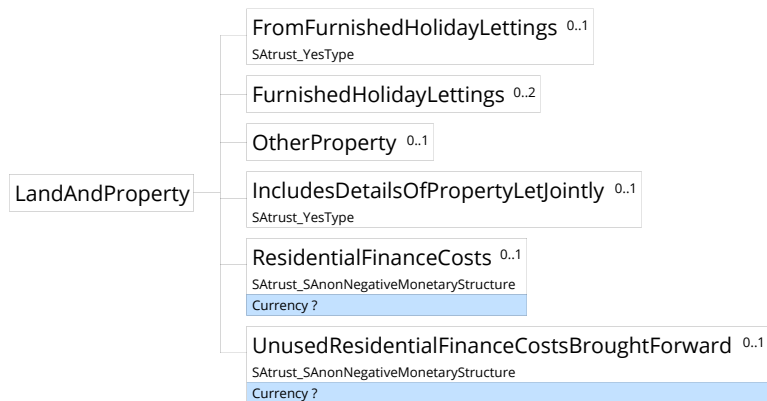 FromFurnishedHolidayLettings 0..1
SAtrust_YesType
FurnishedHolidayLettings 0..2
OtherProperty 0..1
LandAndProperty
IncludesDetailsOfPropertyLetJointly 0..1
SAtrust_YesType
ResidentialFinanceCosts 0..1
SAtrust_SAnonNegativeMonetaryStructure
Currency ?
UnusedResidentialFinanceCostsBroughtForward 0..1
SAtrust_SAnonNegativeMonetaryStructure
Currency ?